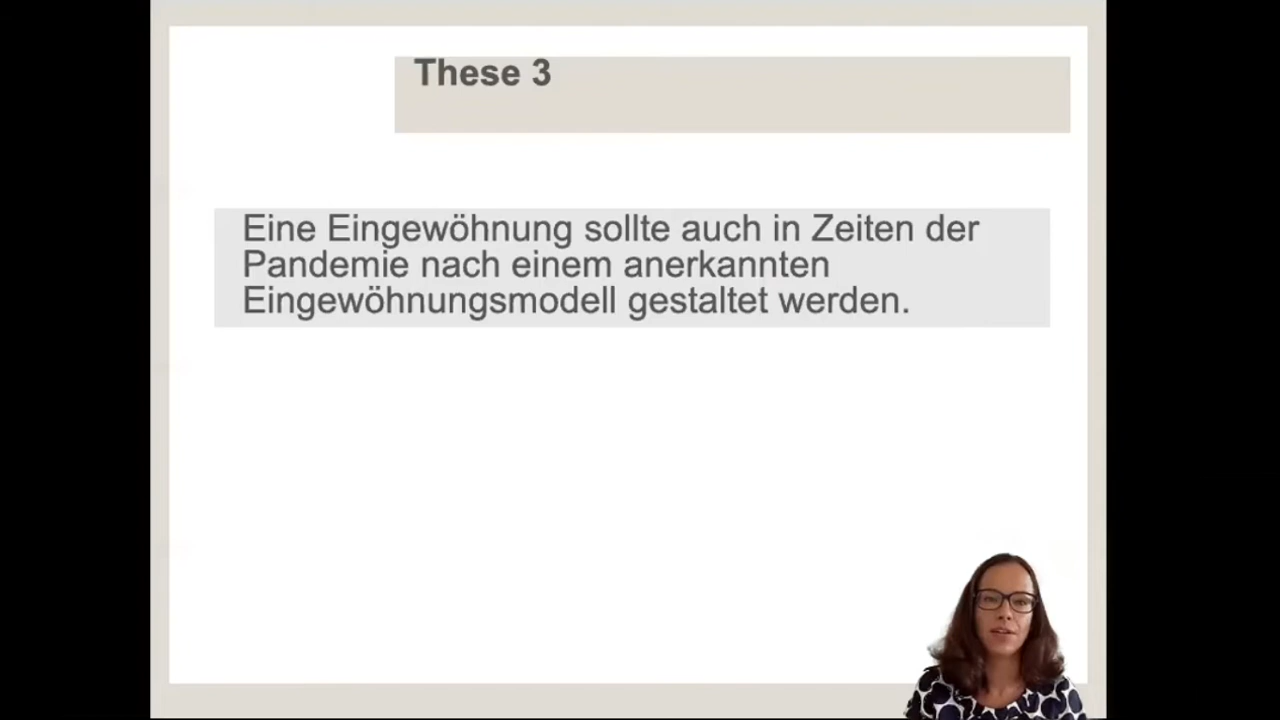 These 3
Eine Eingewöhnung sollte auch in Zeiten der
Pandemie nach einem anerkannten
Eingewöhnungsmodell gestaltet werden.